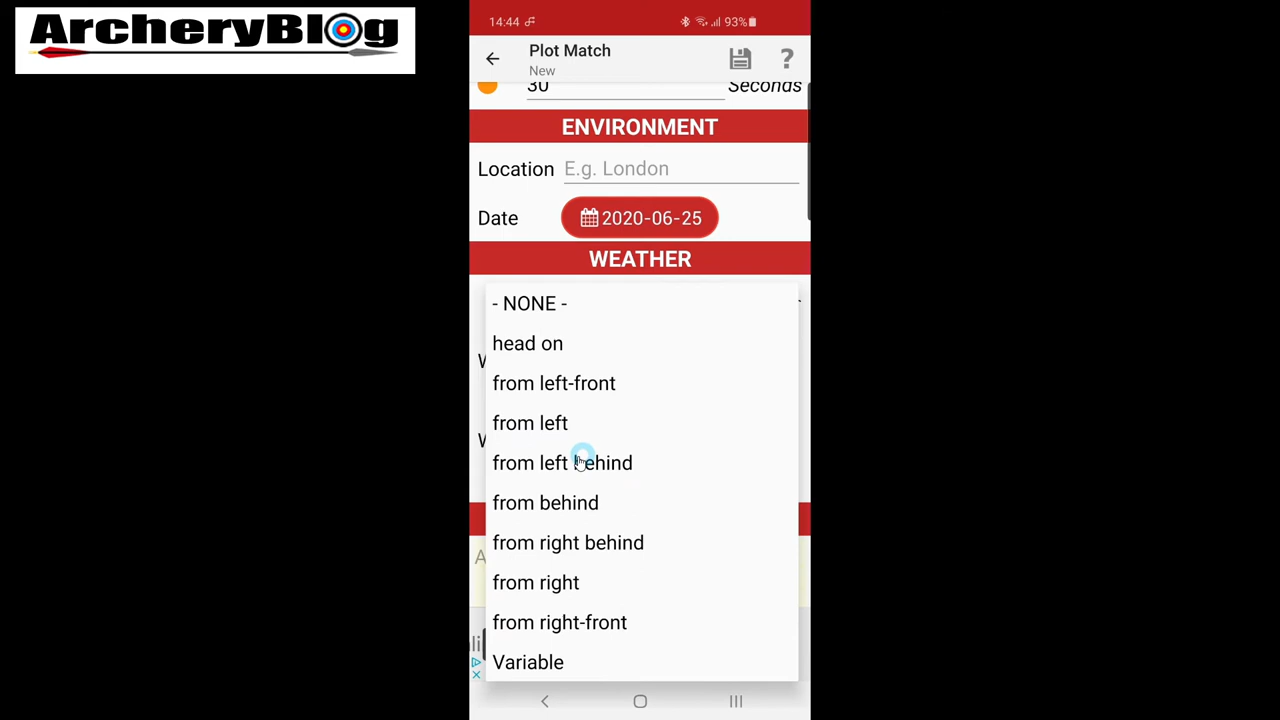 ArcheryBlog
14:44
93%
Plot Match
New
?
30
Seconds
ENVIRONMENT
Location
E.g. London
Date
2020-06-25
WEATHER
- NONE -
head on
from left-front
from left
from left behind
from behind
from right behind
from right
from right-front
Variable